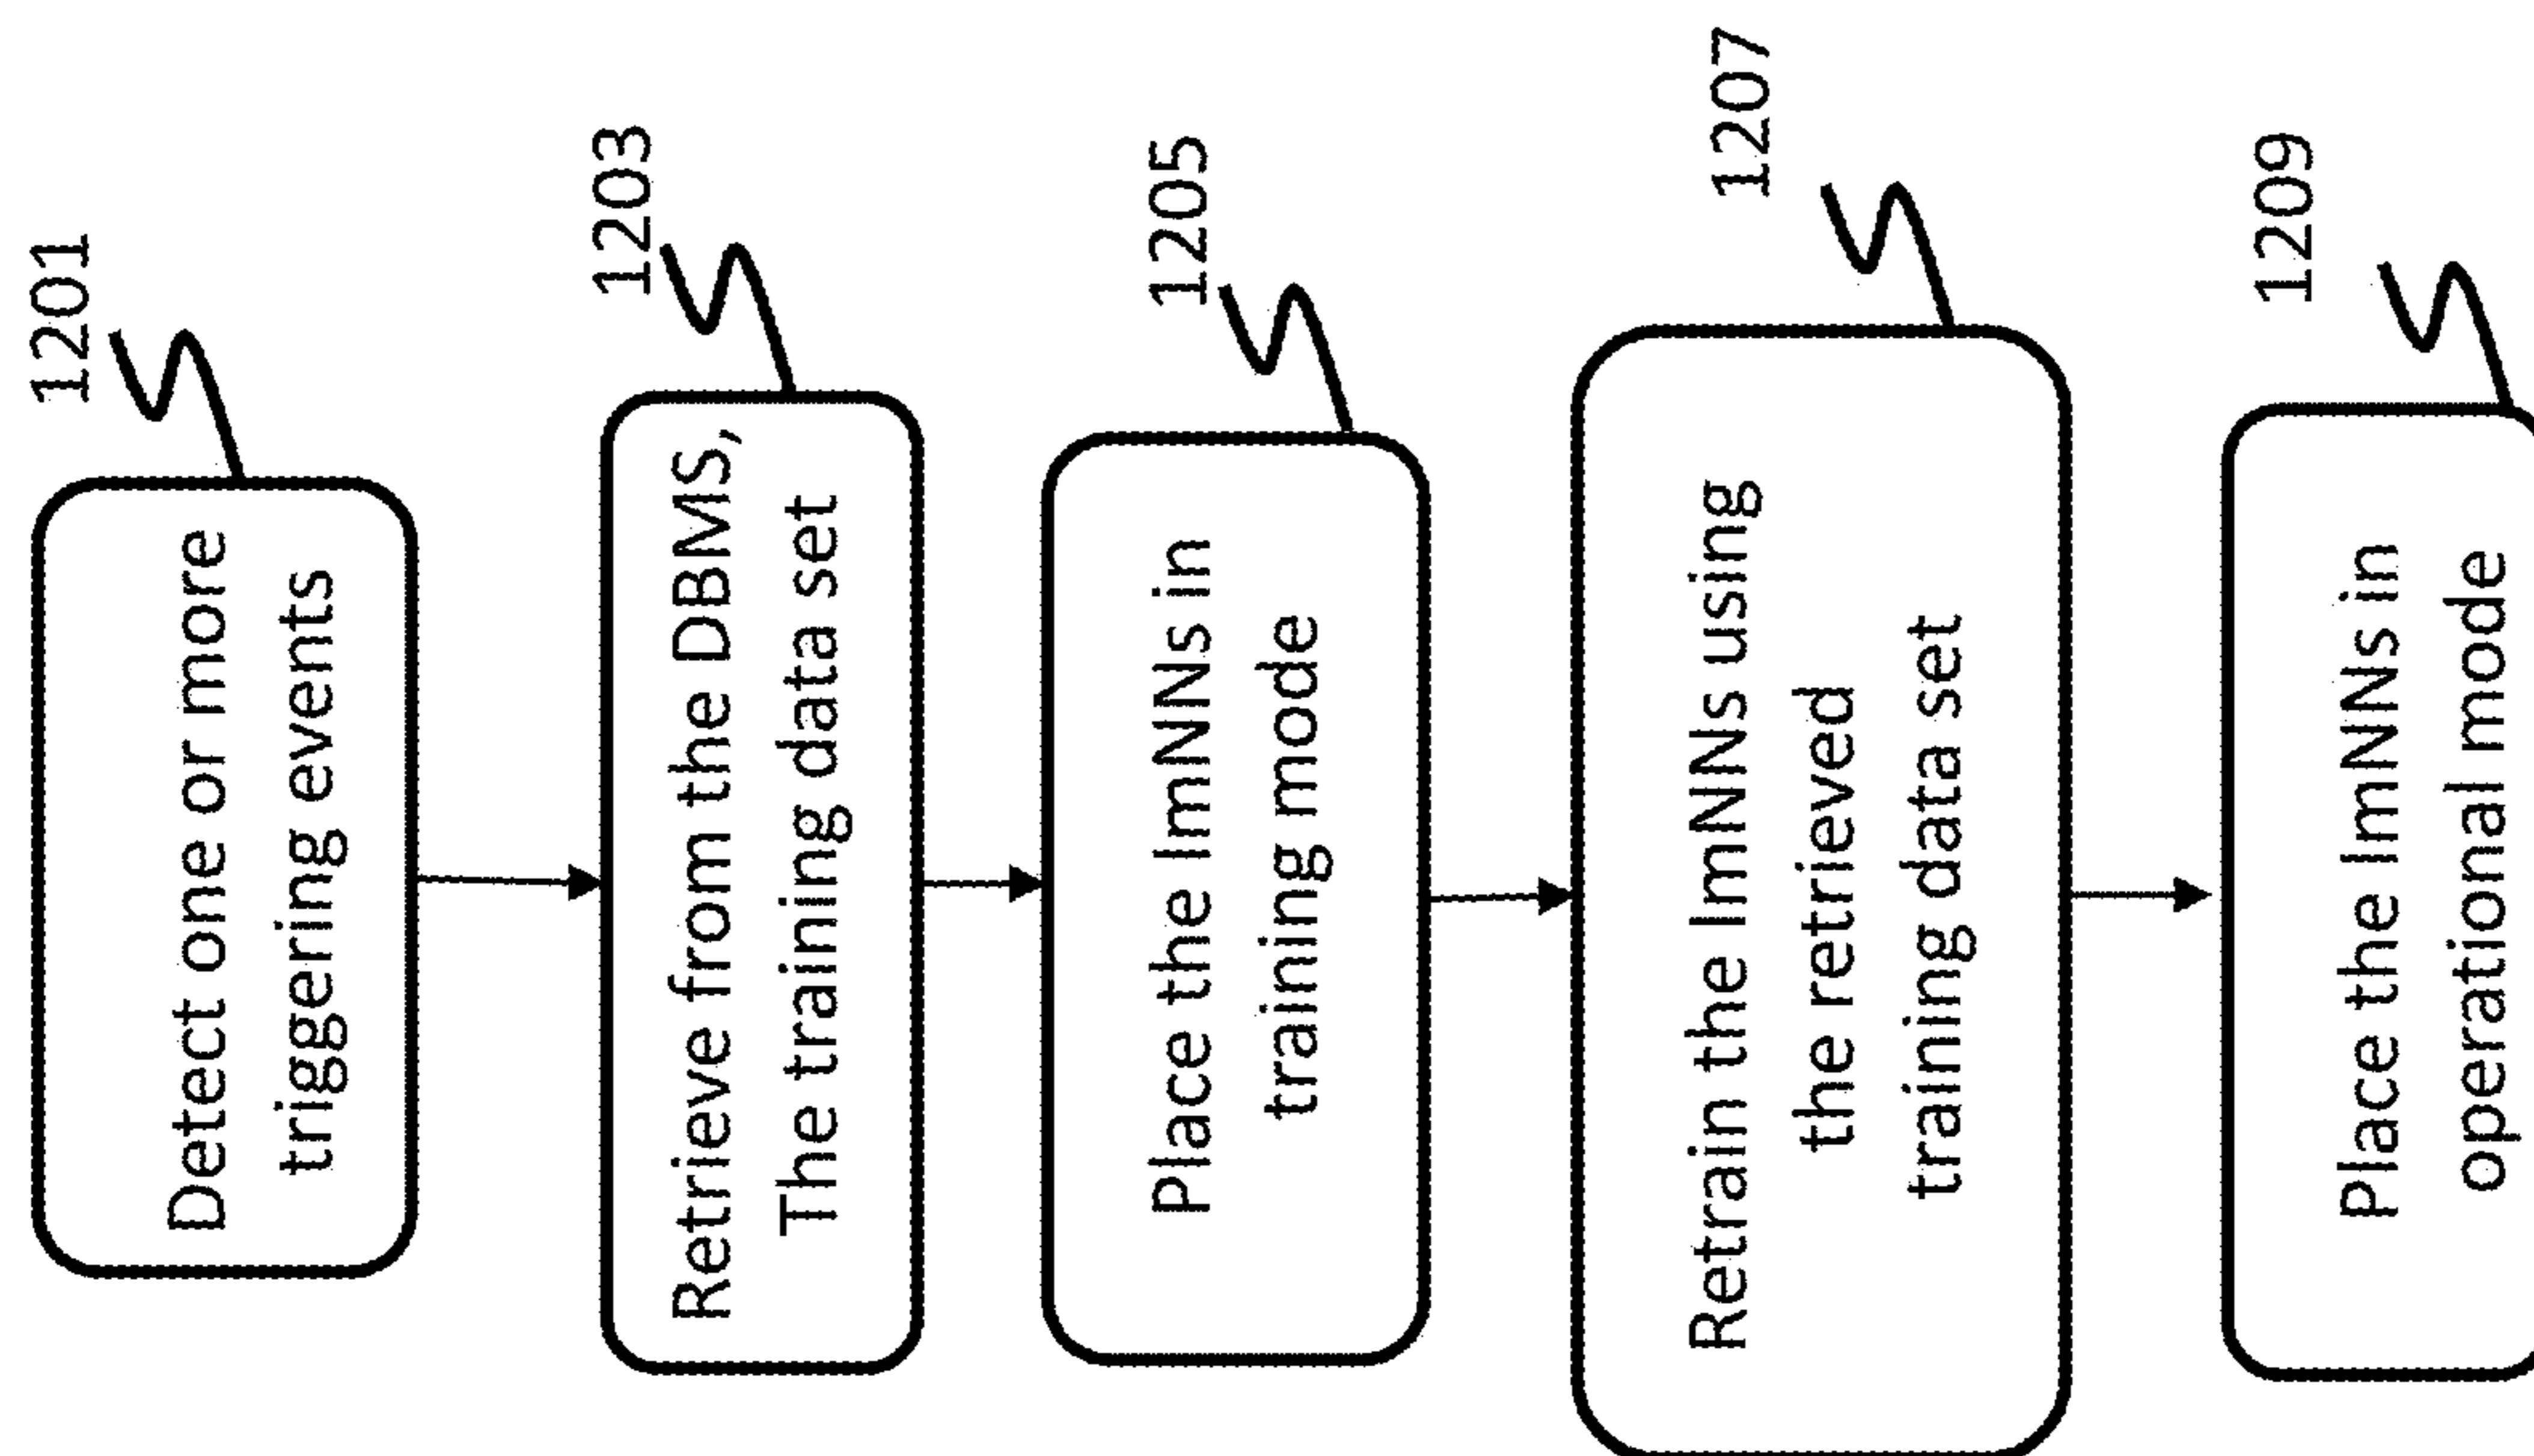 1201
Detect one or more
triggering events
1203
Retrieve from the DBMS,
The training data set
1205
Place the ImNNs in
training mode
1207
Retrain the ImNNs using
the retrieved
training data set
1209
Place the ImNNs in
operational mode